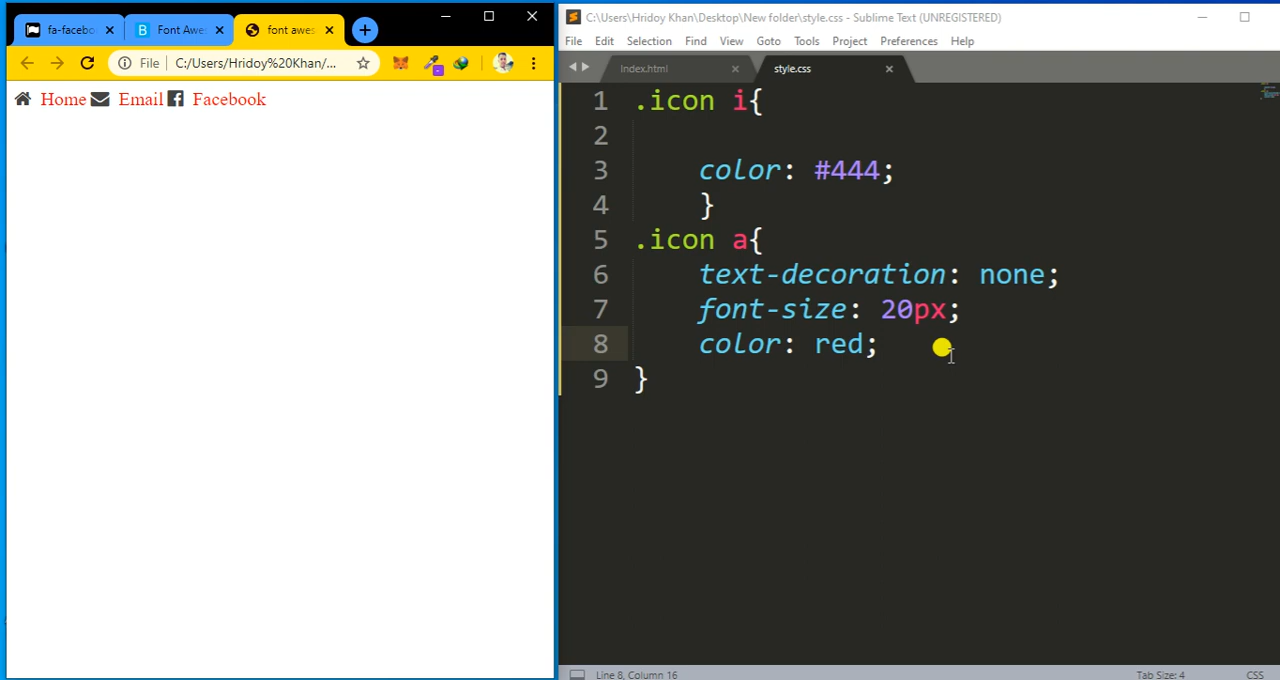 fa-facebo
Font Awe
font awes
File
C:/Users/Hridoy%20Khan/...
Home
Email
Facebook
C:\Users\Hridoy Khan\Desktop\New folder\style.css - Sublime Text (UNREGISTERED)
File Edit Selection Find View Goto Tools Project Preferences Help
Index.html
style.css
1 .icon i{
2
3 color: #444;
4 }
5 .icon a{
6 text-decoration: none;
7 font-size: 20px;
8 color: red;
9 }
Line 8, Column 16
Tab Size: 4
CSS